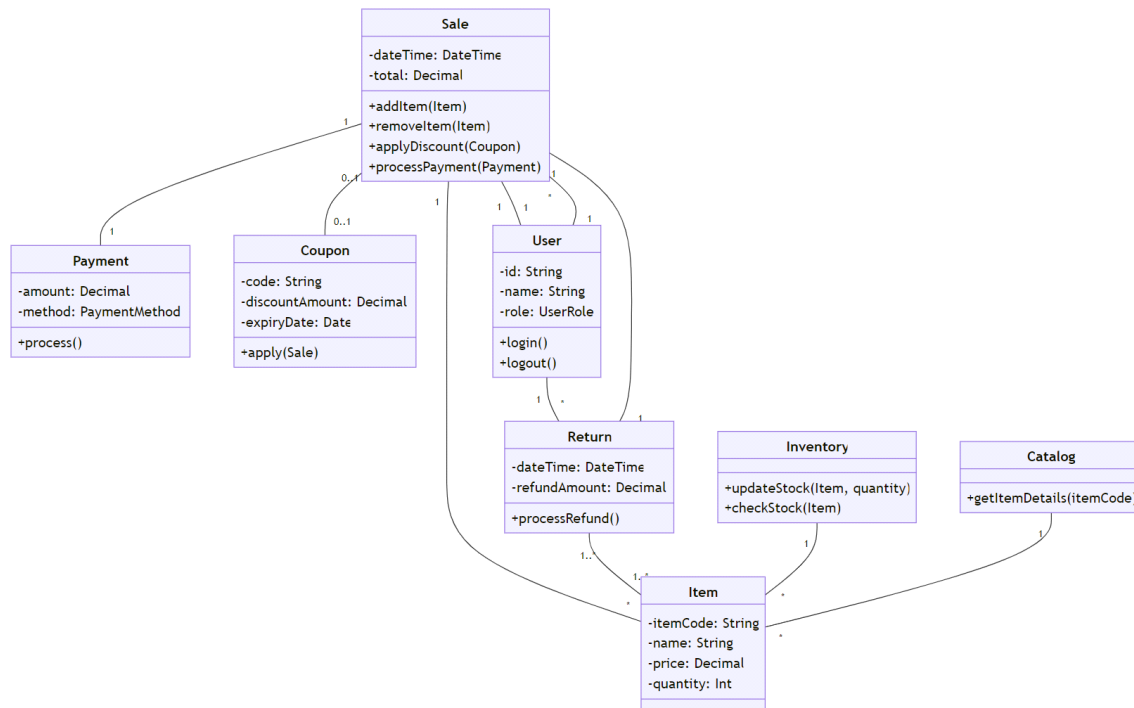 Sale
-dateTime: DateTime
-total: Decimal
+addItem(Item)
+removeItem(Item)
+applyDiscount(Coupon)
+processPayment(Payment)
1
0..1
1
1
1
*
1
1
0..1
1
Payment
-amount: Decimal
-method: PaymentMethod
+process()
Coupon
-code: String
-discountAmount: Decimal
-expiryDate: Date
+apply(Sale)
User
-id: String
-name: String
-role: UserRole
+login()
+logout()
1
*
1
Return
-dateTime: DateTime
-refundAmount: Decimal
+processRefund()
Inventory
+updateStock(Item, quantity)
+checkStock(Item)
Catalog
+getItemDetails(itemCode)
1..*
1..*
1
1
*
*
*
Item
-itemCode: String
-name: String
-price: Decimal
-quantity: Int